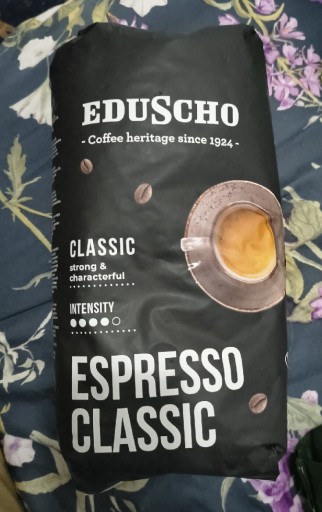 EDUSCHO
- Coffee heritage since 1924 -
CLASSIC
strong &
characterful
INTENSITY
ESPRESSO
CLASSIC